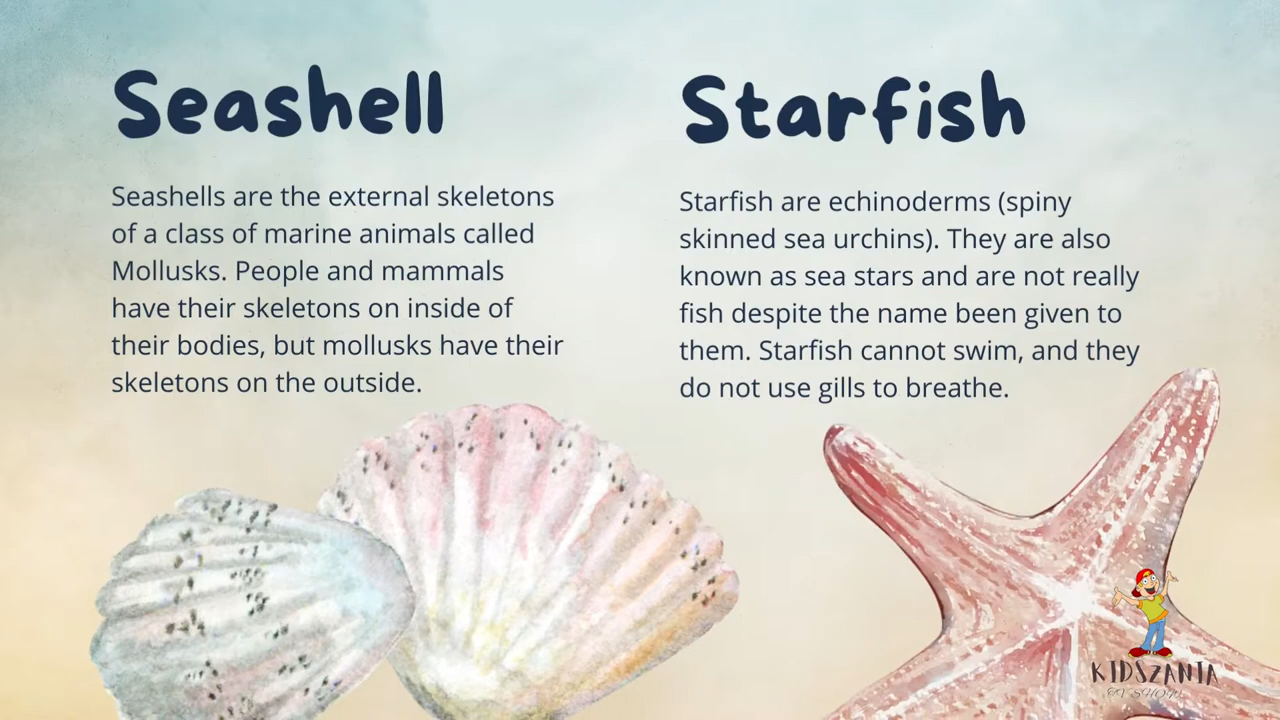 Seashell
Seashells are the external skeletons
of a class of marine animals called
Mollusks. People and mammals
have their skeletons on inside of
their bodies, but mollusks have their
skeletons on the outside.
Starfish
Starfish are echinoderms (spiny
skinned sea urchins). They are also
known as sea stars and are not really
fish despite the name been given to
them. Starfish cannot swim, and they
do not use gills to breathe.
KIDSZANIA